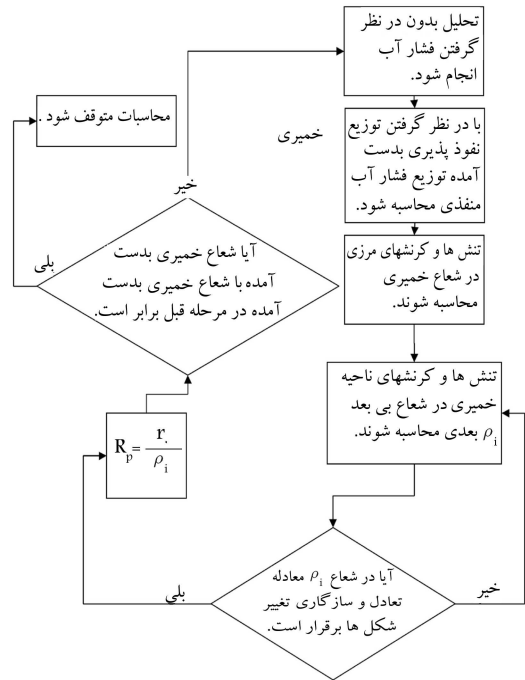 تحلیل بدون در نظر
گرفتن فشار آب
انجام شود.
با در نظر گرفتن توزیع
نفوذ پذیری بدست
آمده توزیع فشار آب
منفذی محاسبه شود.
تنش ها و کرنشهای مرزی
در شعاع خمیری
محاسبه شوند.
تنش ها و کرنشهای ناحیه
خمیری در شعاع بی بعد
ρi بعدی محاسبه شوند.
آیا در شعاع ρi معادله
تعادل و سازگاری تغییر
شکل ها برقرار است.
خیر
بلی
Rp = r. / ρi
آیا شعاع خمیری بدست
آمده با شعاع خمیری بدست
آمده در مرحله قبل برابر است.
بلی
خیر
خمیری
محاسبات متوقف شود .